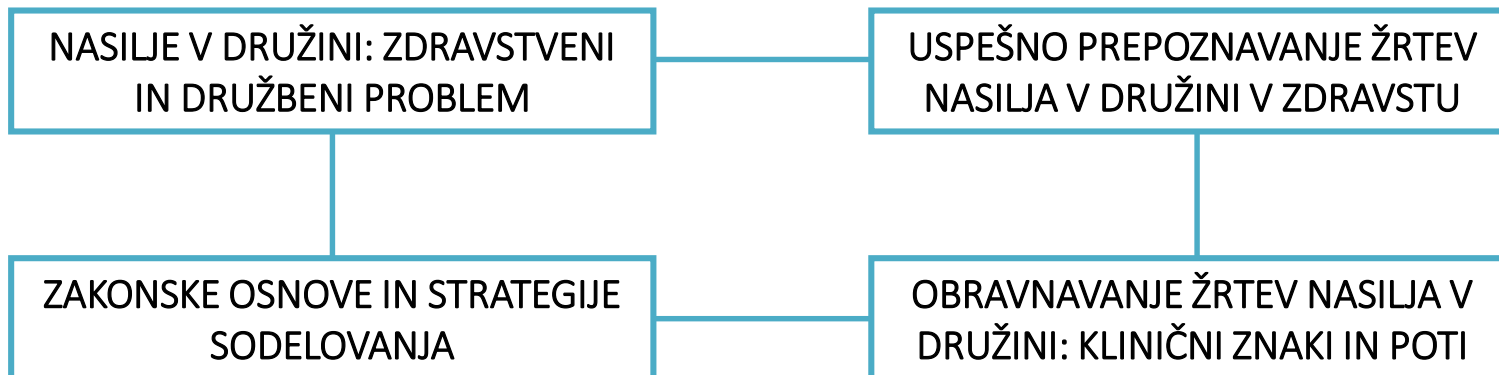 NASILJE V DRUŽINI: ZDRAVSTVENI
IN DRUŽBENI PROBLEM
USPEŠNO PREPOZNAVANJE ŽRTEV
NASILJA V DRUŽINI V ZDRAVSTU
ZAKONSKE OSNOVE IN STRATEGIJE
SODELOVANJA
OBRAVNAVANJE ŽRTEV NASILJA V
DRUŽINI: KLINIČNI ZNAKI IN POTI